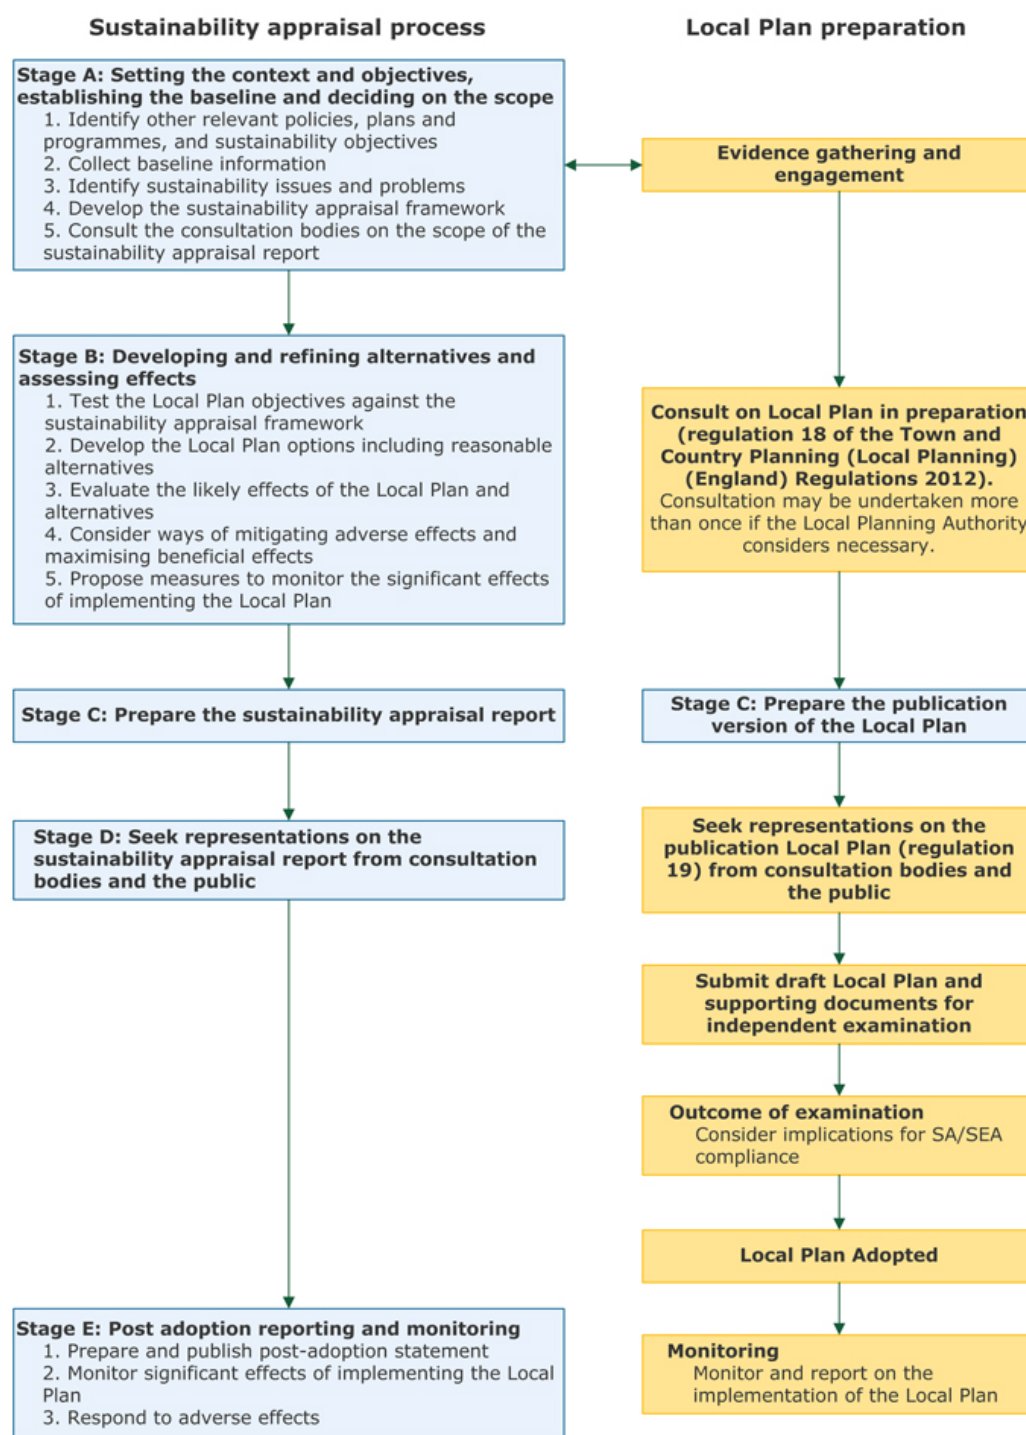 Sustainability appraisal process
Local Plan preparation
Stage A: Setting the context and objectives,
establishing the baseline and deciding on the scope
1. Identify other relevant policies, plans and
programmes, and sustainability objectives
2. Collect baseline information
3. Identify sustainability issues and problems
4. Develop the sustainability appraisal framework
5. Consult the consultation bodies on the scope of the
sustainability appraisal report
Evidence gathering and
engagement
Stage B: Developing and refining alternatives and
assessing effects
1. Test the Local Plan objectives against the
sustainability appraisal framework
2. Develop the Local Plan options including reasonable
alternatives
3. Evaluate the likely effects of the Local Plan and
alternatives
4. Consider ways of mitigating adverse effects and
maximising beneficial effects
5. Propose measures to monitor the significant effects
of implementing the Local Plan
Consult on Local Plan in preparation
(regulation 18 of the Town and
Country Planning (Local Planning)
(England) Regulations 2012).
Consultation may be undertaken more
than once if the Local Planning Authority
considers necessary.
Stage C: Prepare the sustainability appraisal report
Stage C: Prepare the publication
version of the Local Plan
Stage D: Seek representations on the
sustainability appraisal report from consultation
bodies and the public
Seek representations on the
publication Local Plan (regulation
19) from consultation bodies and
the public
Submit draft Local Plan and
supporting documents for
independent examination
Outcome of examination
Consider implications for SA/SEA
compliance
Local Plan Adopted
Stage E: Post adoption reporting and monitoring
1. Prepare and publish post-adoption statement
2. Monitor significant effects of implementing the Local
Plan
3. Respond to adverse effects
Monitoring
Monitor and report on the
implementation of the Local Plan